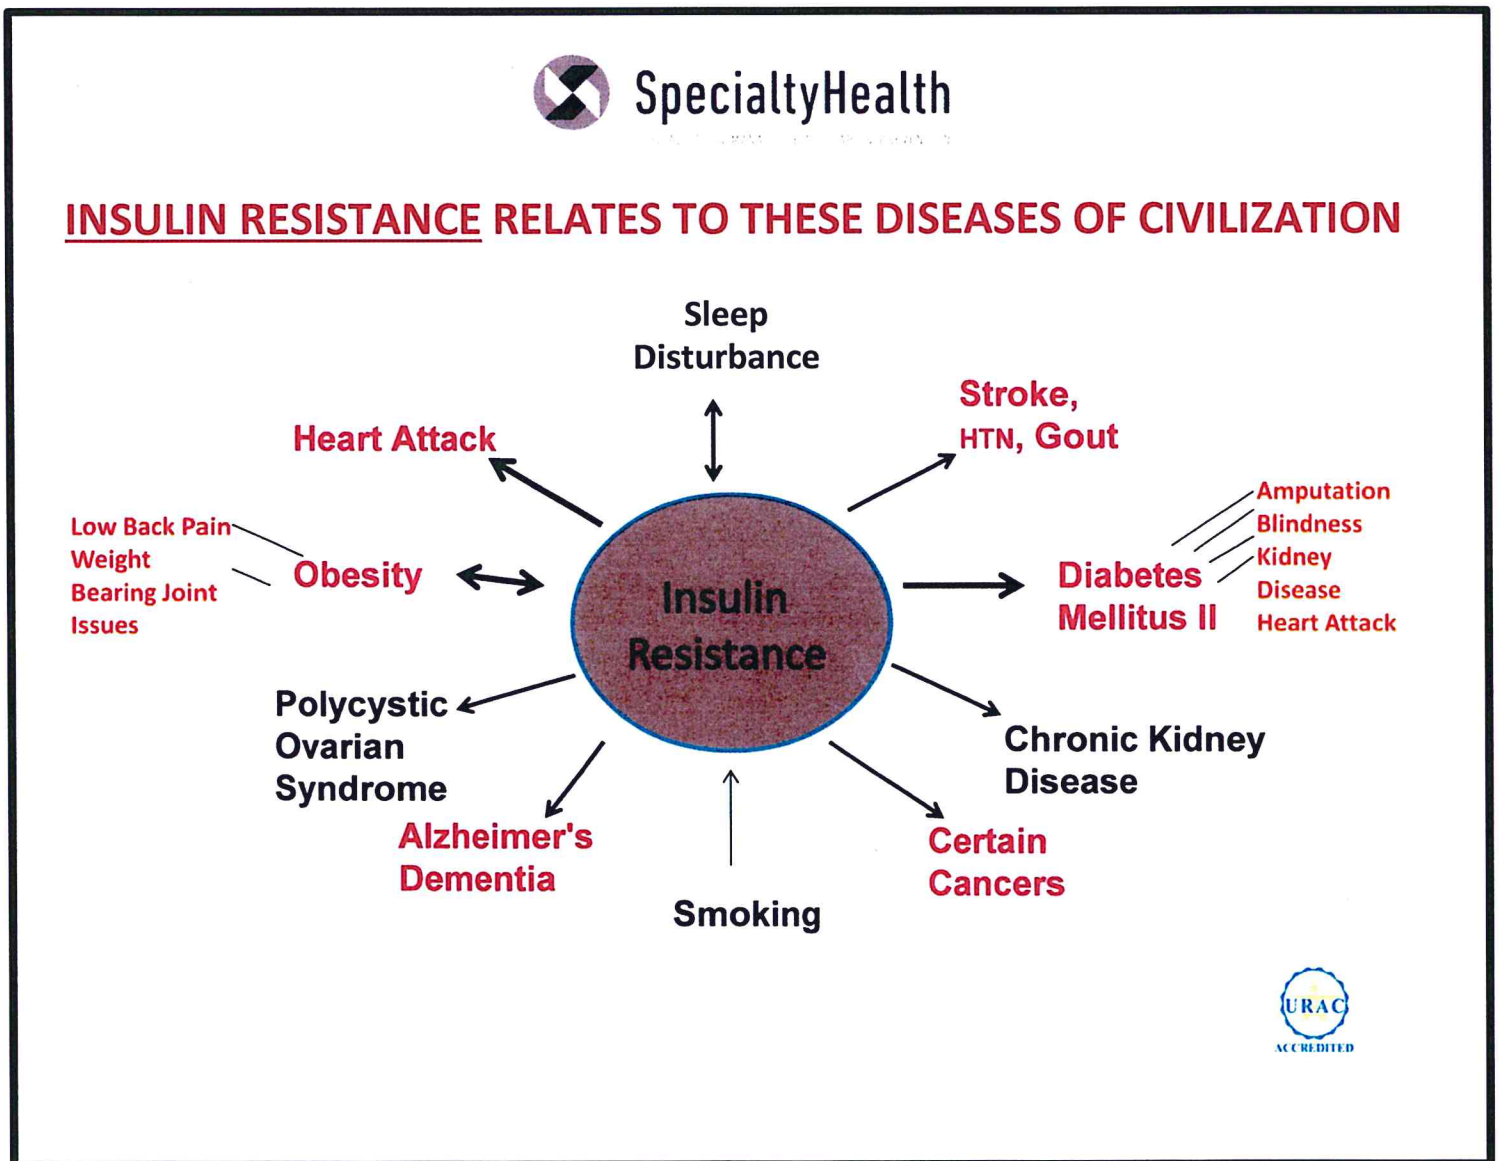 SpecialtyHealth
INSULIN RESISTANCE RELATES TO THESE DISEASES OF CIVILIZATION
Sleep
Disturbance
Stroke,
HTN, Gout
Heart Attack
Amputation
Blindness
Kidney
Disease
Heart Attack
Low Back Pain
Weight
Bearing Joint
Issues
Obesity
Insulin
Resistance
Diabetes
Mellitus II
Polycystic
Ovarian
Syndrome
Chronic Kidney
Disease
Alzheimer's
Dementia
Certain
Cancers
Smoking
URAC
ACCREDITED